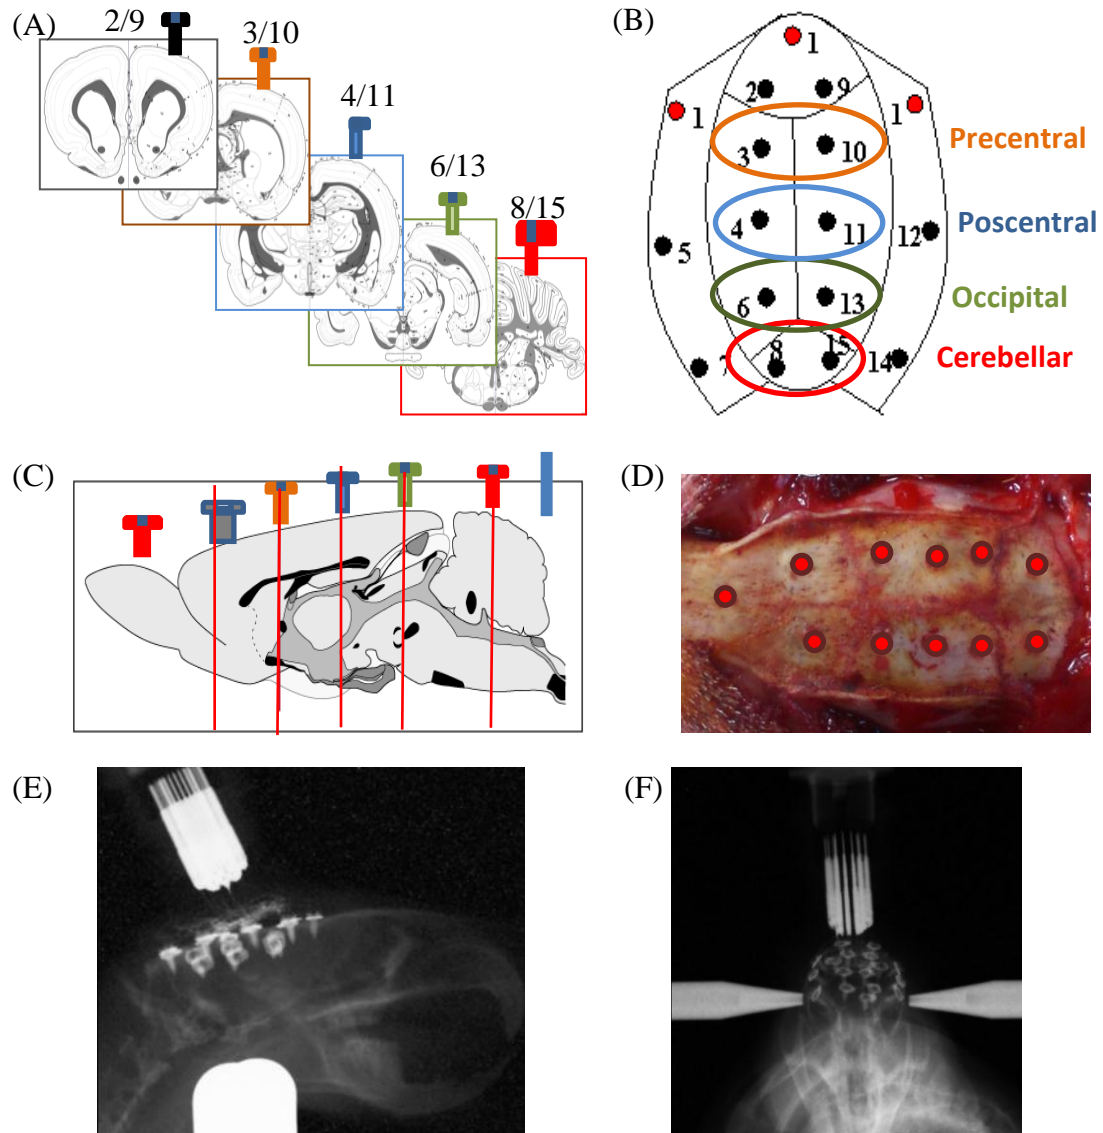 (A)
2/9
3/10
4/11
6/13
8/15
(B)
1
2
9
1
1
3
10
Precentral
4
11
Poscentral
5
12
6
13
Occipital
7
8
15
14
Cerebellar
(C)
(D)
(E)
(F)